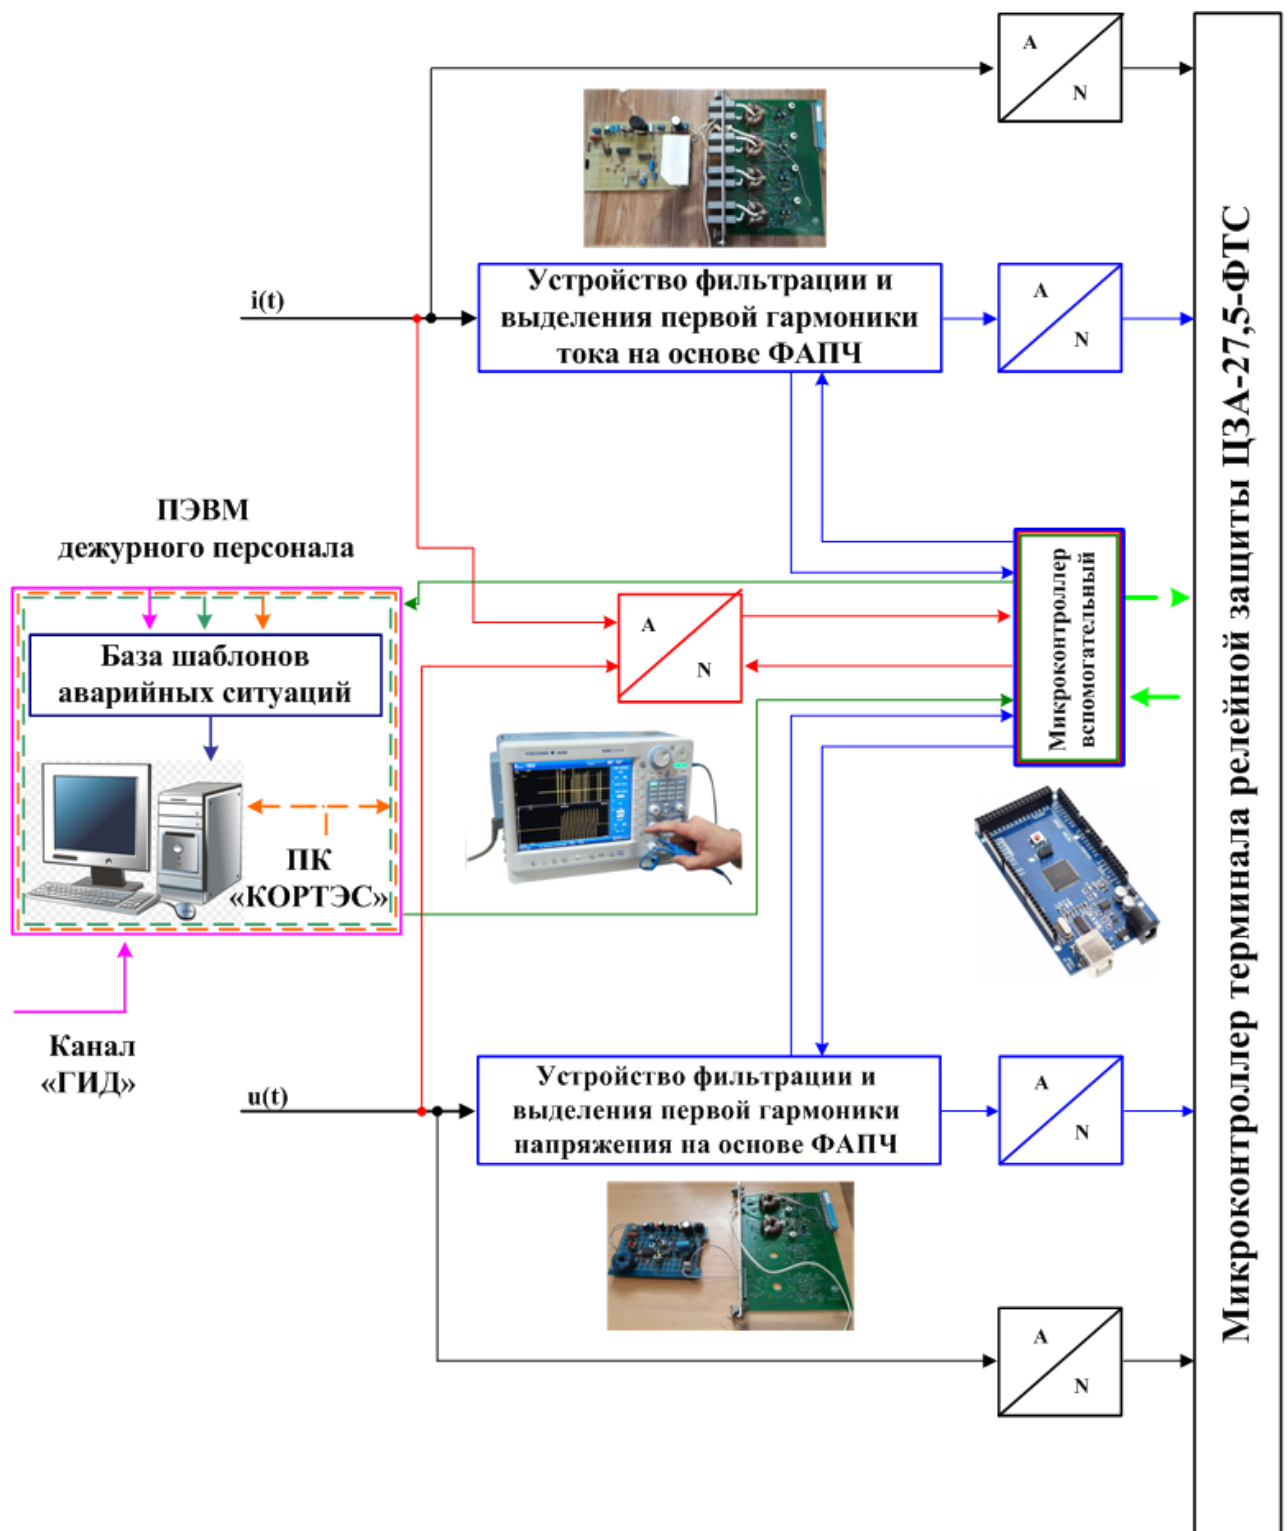 A
N
i(t)
Устройство фильтрации и
выделения первой гармоники
тока на основе ФАПЧ
A
N
ПЭВМ
дежурного персонала
База шаблонов
аварийных ситуаций
ПК
«КОРТЭС»
A
N
Микроконтроллер
вспомогательный
Канал
«ГИД»
u(t)
Устройство фильтрации и
выделения первой гармоники
напряжения на основе ФАПЧ
A
N
A
N
Микроконтроллер терминала релейной защиты ЦЗА-27,5-ФТС